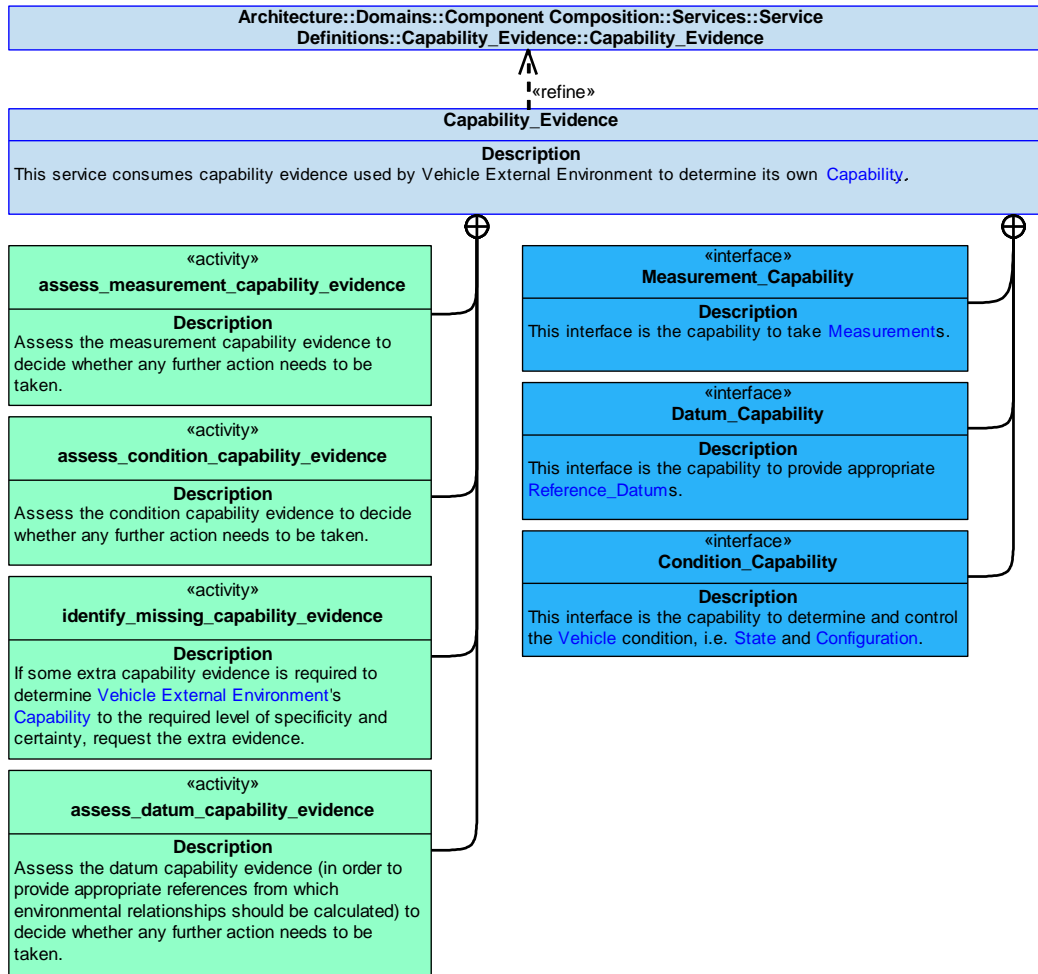 Architecture::Domains::Component Composition::Services::Service
Definitions::Capability_Evidence::Capability_Evidence
«refine»
Capability_Evidence
Description
This service consumes capability evidence used by Vehicle External Environment to determine its own Capability.
«activity»
assess_measurement_capability_evidence
Description
Assess the measurement capability evidence to
decide whether any further action needs to be
taken.
«activity»
assess_condition_capability_evidence
Description
Assess the condition capability evidence to decide
whether any further action needs to be taken.
«activity»
identify_missing_capability_evidence
Description
If some extra capability evidence is required to
determine Vehicle External Environment's
Capability to the required level of specificity and
certainty, request the extra evidence.
«activity»
assess_datum_capability_evidence
Description
Assess the datum capability evidence (in order to
provide appropriate references from which
environmental relationships should be calculated) to
decide whether any further action needs to be
taken.
«interface»
Measurement_Capability
Description
This interface is the capability to take Measurements.
«interface»
Datum_Capability
Description
This interface is the capability to provide appropriate
Reference_Datums.
«interface»
Condition_Capability
Description
This interface is the capability to determine and control
the Vehicle condition, i.e. State and Configuration.